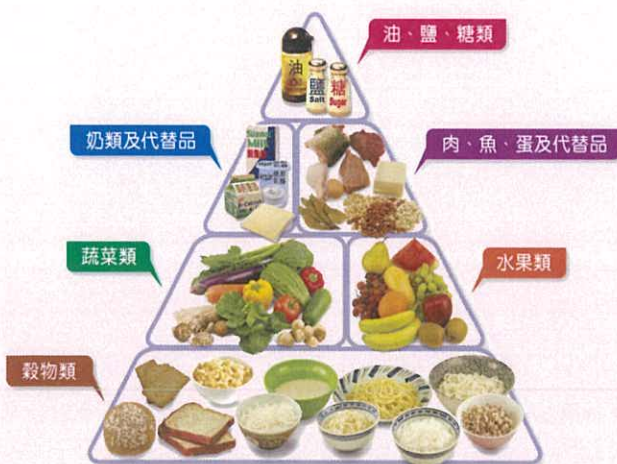 油、鹽、糖類
油
鹽
Salt
糖
Sugar
奶類及代替品
肉、魚、蛋及代替品
蔬菜類
水果類
穀物類